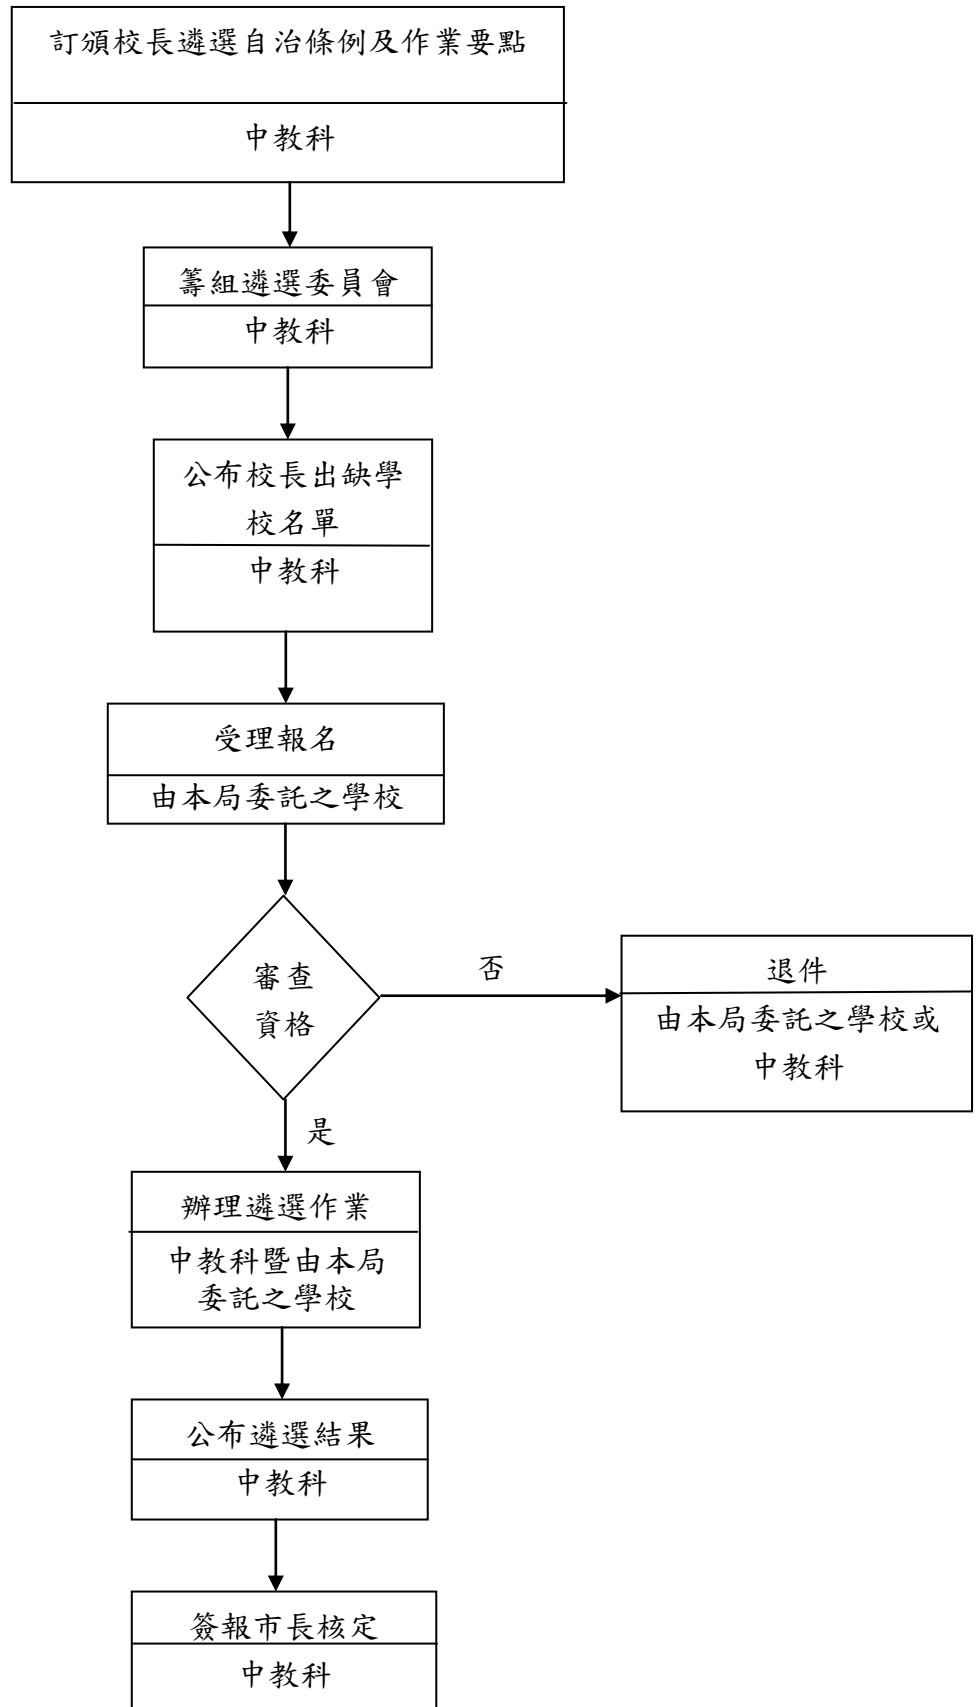 訂頒校長遴選自治條例及作業要點
中教科
籌組遴選委員會
中教科
公布校長出缺學
校名單
中教科
受理報名
由本局委託之學校
審查
資格
否
退件
由本局委託之學校或
中教科
是
辦理遴選作業
中教科暨由本局
委託之學校
公布遴選結果
中教科
簽報市長核定
中教科